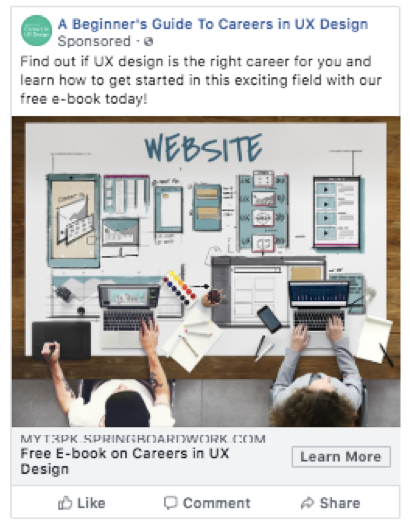 A Beginner's Guide To Careers in UX Design
Sponsored ·
Find out if UX design is the right career for you and
learn how to get started in this exciting field with our
free e-book today!
WEBSITE
MYT3PK.SPRINGBOARDWORK.COM
Free E-book on Careers in UX
Design
Learn More
Like
Comment
Share